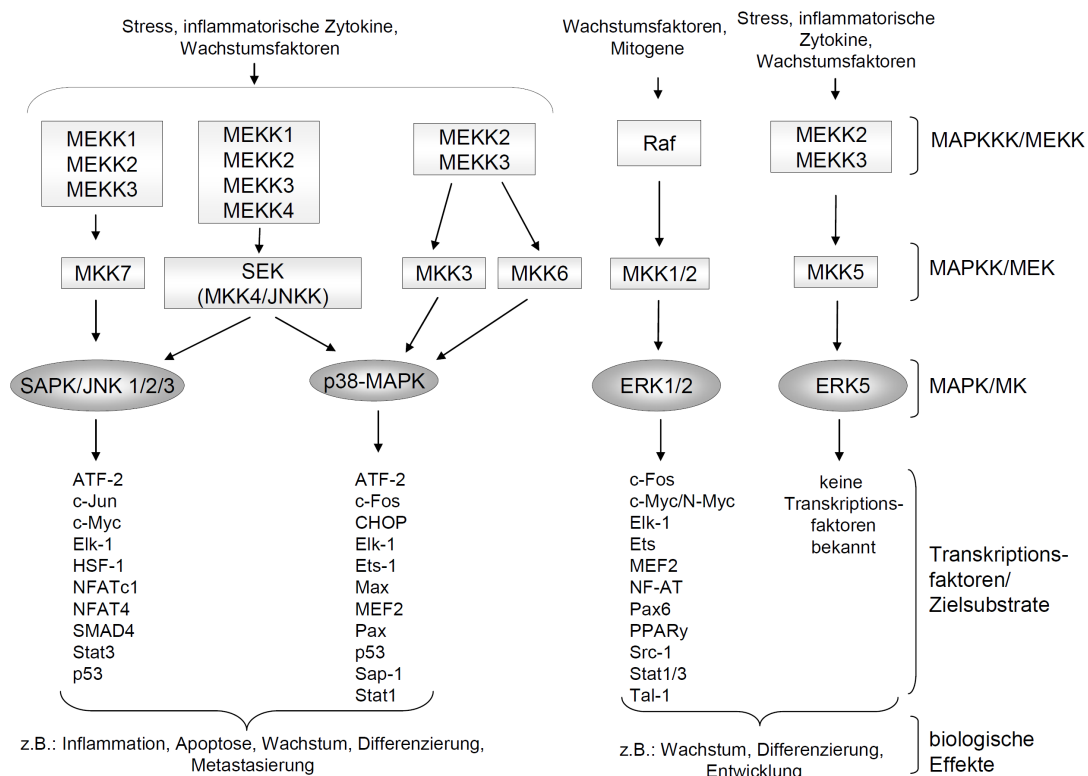 Stress, inflammatorische Zytokine,
Wachstumsfaktoren
Wachstumsfaktoren,
Mitogene
Stress, inflammatorische
Zytokine,
Wachstumsfaktoren
MEKK1
MEKK2
MEKK3
MEKK1
MEKK2
MEKK3
MEKK4
MEKK2
MEKK3
Raf
MEKK2
MEKK3
MAPKKK/MEKK
MKK7
SEK
(MKK4/JNKK)
MKK3
MKK6
MKK1/2
MKK5
MAPKK/MEK
SAPK/JNK 1/2/3
p38-MAPK
ERK1/2
ERK5
MAPK/MK
ATF-2
c-Jun
c-Myc
Elk-1
HSF-1
NFATc1
NFAT4
SMAD4
Stat3
p53
ATF-2
c-Fos
CHOP
Elk-1
Ets-1
Max
MEF2
Pax
p53
Sap-1
Stat1
c-Fos
c-Myc/N-Myc
Elk-1
Ets
MEF2
NF-AT
Pax6
PPARy
Src-1
Stat1/3
Tal-1
keine
Transkriptions-
faktoren
bekannt
Transkriptions-
faktoren/
Zielsubstrate
z.B.: Inflammation, Apoptose, Wachstum, Differenzierung,
Metastasierung
z.B.: Wachstum, Differenzierung,
Entwicklung
biologische
Effekte